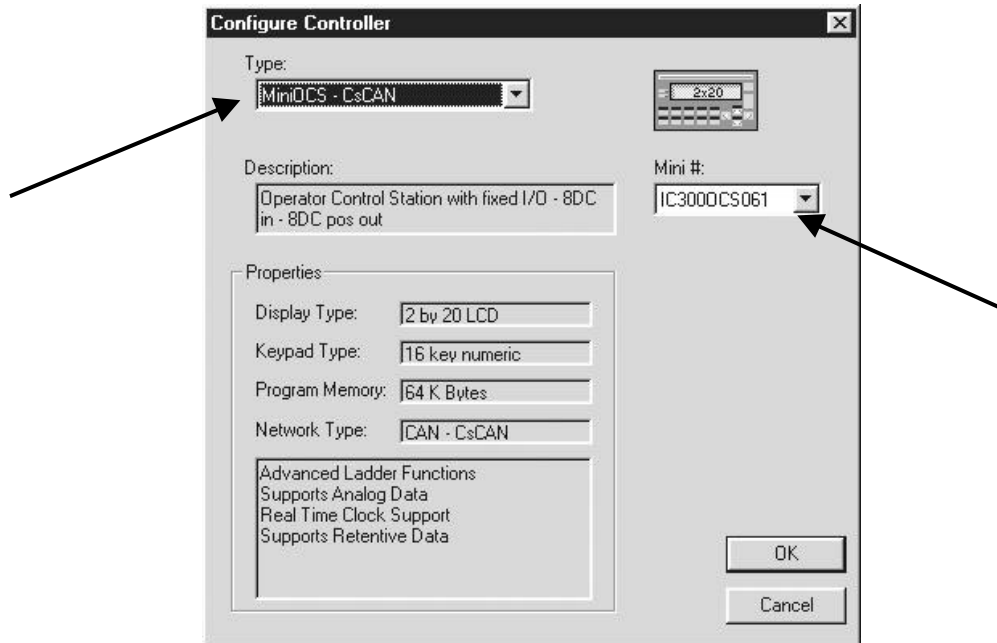 Configure Controller
Type:
MiniOCS - CsCAN
2x20
Description:
Mini #:
Operator Control Station with fixed I/O - 8DC
in - 8DC pos out
IC300OCS061
Properties
Display Type:
2 by 20 LCD
Keypad Type:
16 key numeric
Program Memory:
64 K Bytes
Network Type:
CAN - CsCAN
Advanced Ladder Functions
Supports Analog Data
Real Time Clock Support
Supports Retentive Data
OK
Cancel